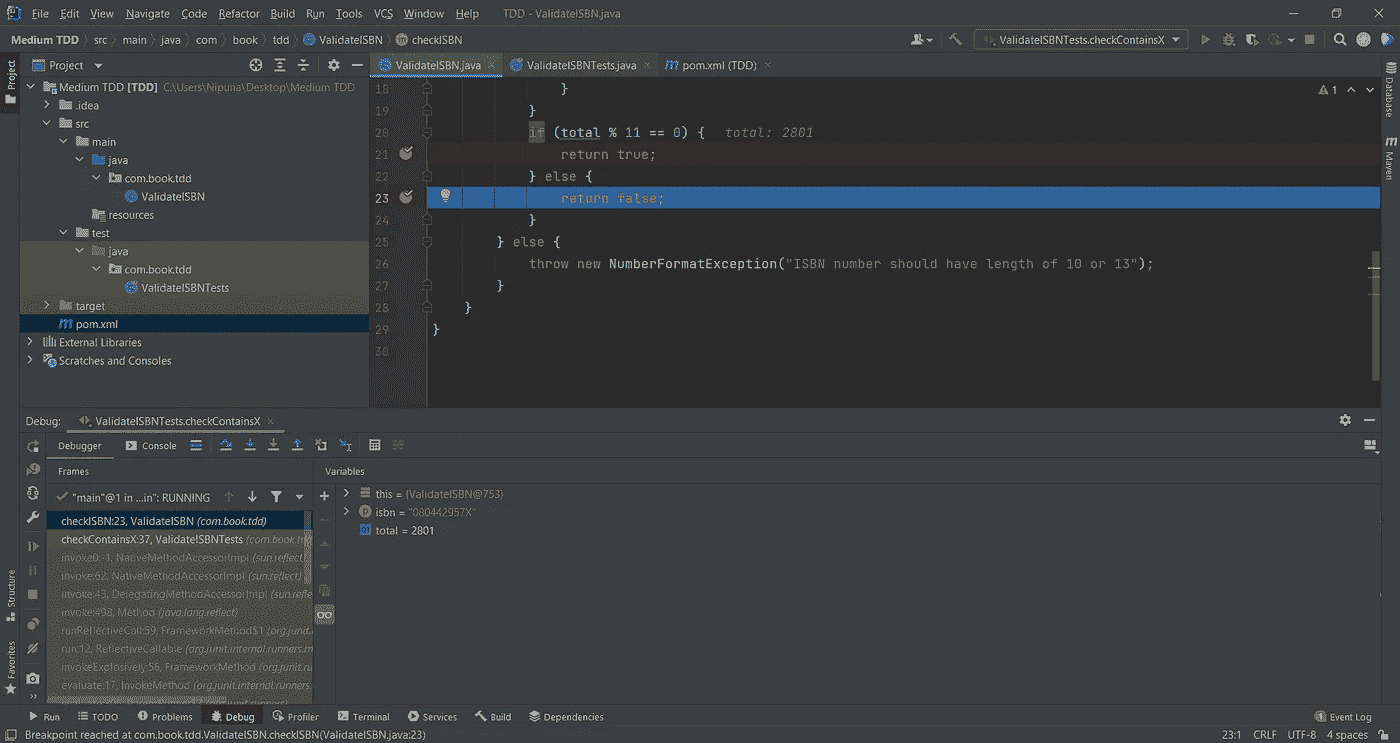 File Edit View Navigate Code Refactor Build Run Tools VCS Window Help TDD - ValidateISBN.java
Medium TDD src main java com book tdd ValidateISBN checkISBN ValidateISBNTests.checkContainsX
Project
ValidateISBN.java ValidateISBNTests.java pom.xml (TDD)
Medium TDD [TDD] C:\Users\Nipuna\Desktop\Medium TDD
.idea
src
main
java
com.book.tdd
ValidateISBN
resources
test
java
com.book.tdd
ValidateISBNTests
target
pom.xml
External Libraries
Scratches and Consoles
18 }
19 }
20 if (total % 11 == 0) { total: 2801
21 return true;
22 } else {
23 return false;
24 }
25 } else {
26 throw new NumberFormatException("ISBN number should have length of 10 or 13");
27 }
28 }
29 }
30
1
Project
Structure
Favorites
Database
Maven
Debug: ValidateISBNTests.checkContainsX
Debugger Console
Frames
"main"@1 in ...in": RUNNING
checkISBN:23, ValidateISBN (com.book.tdd)
checkContainsX:37, ValidateISBNTests (com.book.td
invoke0:-1, NativeMethodAccessorImpl (sun.reflect)
invoke:62, NativeMethodAccessorImpl (sun.reflect)
invoke:43, DelegatingMethodAccessorImpl (sun.refle
invoke:498, Method (java.lang.reflect)
runReflectiveCall:59, FrameworkMethod$1 (org.junit.
run:12, ReflectiveCallable (org.junit.internal.runners.m
invokeExplosively:56, FrameworkMethod (org.junit.ru
evaluate:17, InvokeMethod (org.junit.internal.runners.
Variables
this = {ValidateISBN@753}
isbn = "080442957X"
total = 2801
Run TODO Problems Debug Profiler Terminal Services Build Dependencies 1 Event Log
Breakpoint reached at com.book.tdd.ValidateISBN.checkISBN(ValidateISBN.java:23) 23:1 CRLF UTF-8 4 spaces